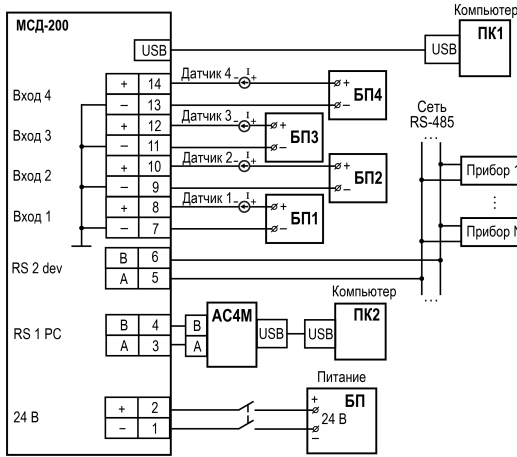 Компьютер
МСД-200
ПК1
USB
USB
Датчик 4 - I +
+ 14
+ БП4
Вход 4
– 13
–
Датчик 3 - I +
Сеть
RS-485
+ 12
+ БП3
Вход 3
– 11
–
Датчик 2 - I +
+ 10
+ БП2
Прибор
Вход 2
– 9
–
Датчик 1 - I +
+ 8
+ БП1
Вход 1
– 7
–
Прибор
B 6
RS 2 dev
A 5
Компьютер
AC4M
ПК2
B 4
B
RS 1 PC
USB
USB
A 3
A
Питание
+ 2
+ БП
24 В
24 В
– 1
–